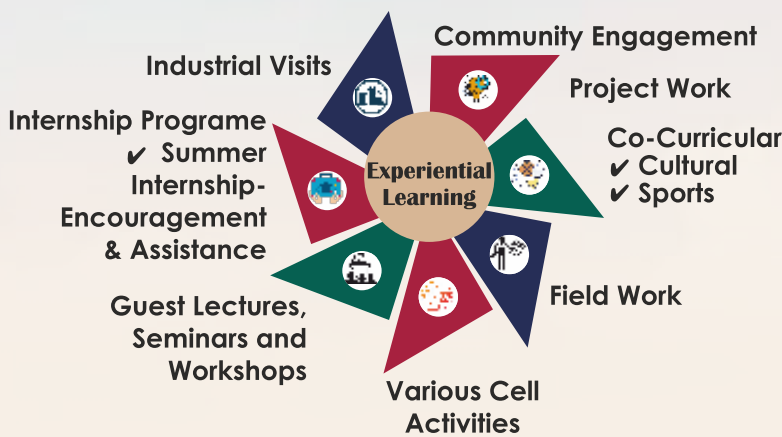 Community Engagement
Project Work
Co-Curricular
✔ Cultural
✔ Sports
Field Work
Various Cell
Activities
Guest Lectures,
Seminars and
Workshops
Internship Programe
✔ Summer
Internship-
Encouragement
& Assistance
Industrial Visits
Experiential
Learning